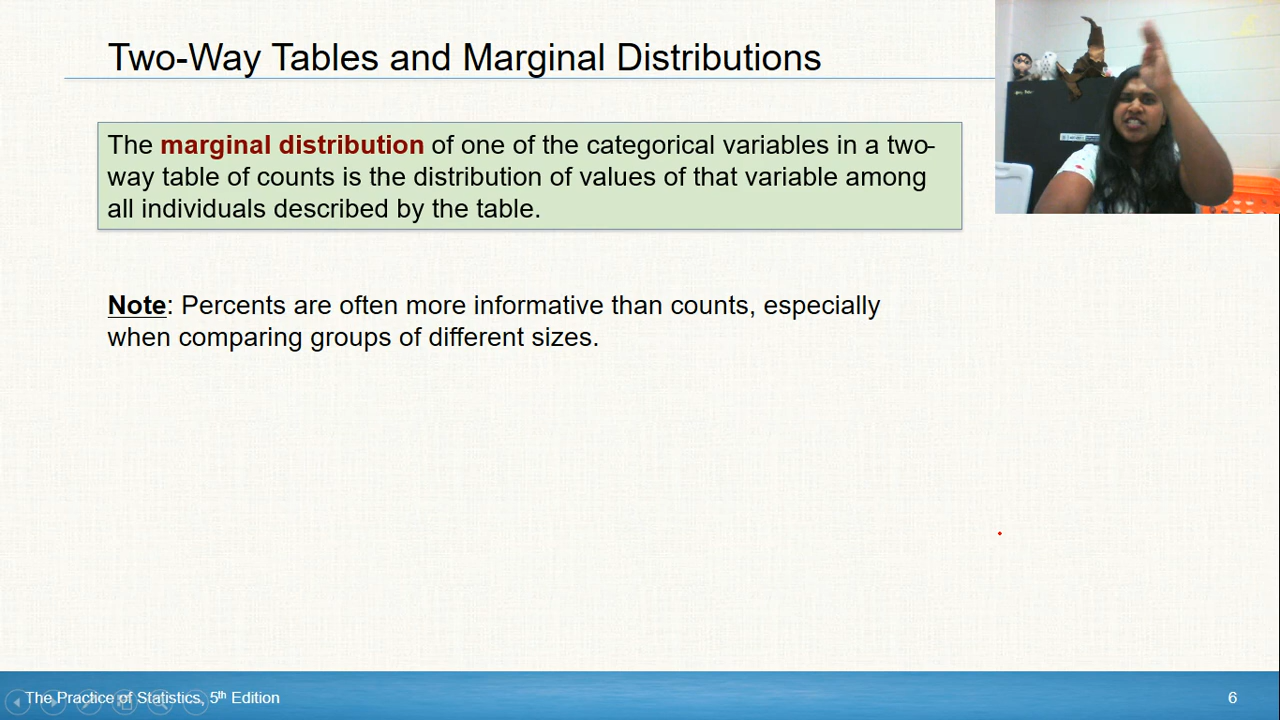 Two-Way Tables and Marginal Distributions
The marginal distribution of one of the categorical variables in a two-
way table of counts is the distribution of values of that variable among
all individuals described by the table.
Note: Percents are often more informative than counts, especially
when comparing groups of different sizes.
The Practice of Statistics, 5th Edition
6